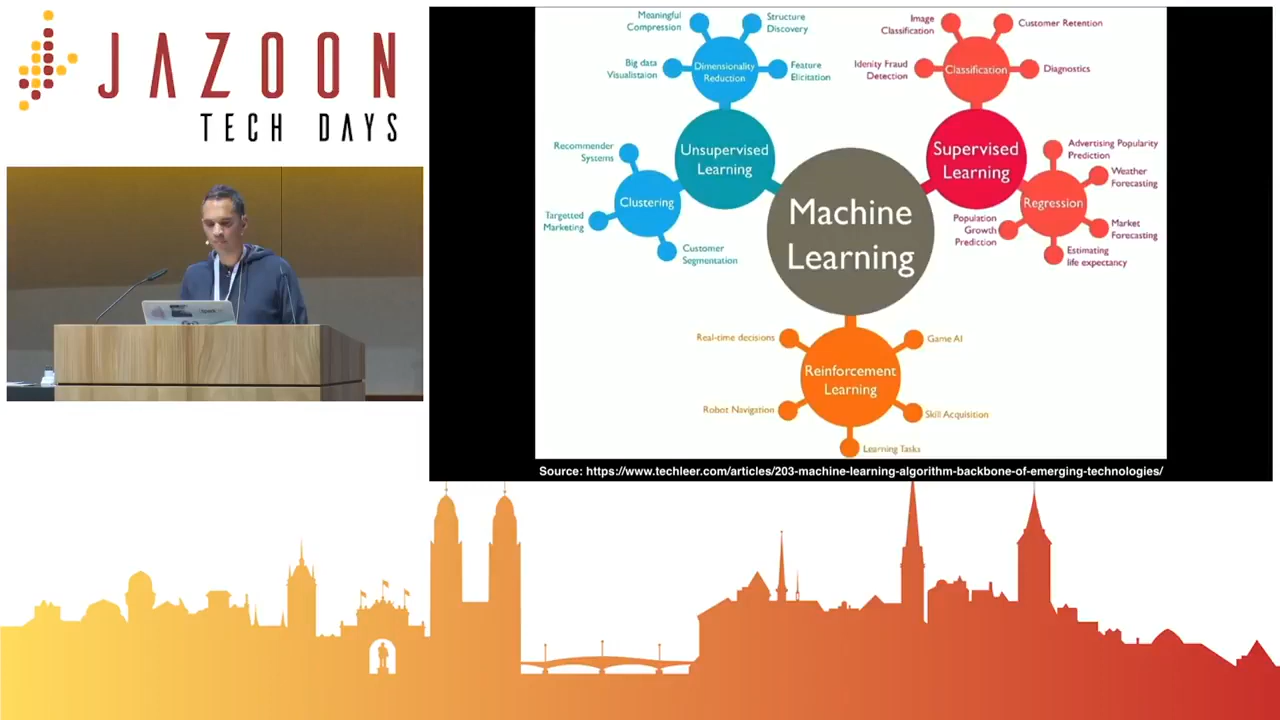 JAZOON
TECH DAYS
Meaningful
Compression
Structure
Discovery
Big data
Visualistaion
Dimensionality
Reduction
Feature
Elicitation
Unsupervised
Learning
Recommender
Systems
Clustering
Targetted
Marketing
Customer
Segmentation
Machine
Learning
Image
Classification
Customer Retention
Idenity Fraud
Detection
Classification
Diagnostics
Supervised
Learning
Advertising Popularity
Prediction
Weather
Forecasting
Regression
Population
Growth
Prediction
Market
Forecasting
Estimating
life expectancy
Real-time decisions
Game AI
Reinforcement
Learning
Robot Navigation
Skill Acquisition
Learning Tasks
Source: https://www.techleer.com/articles/203-machine-learning-algorithm-backbone-of-emerging-technologies/